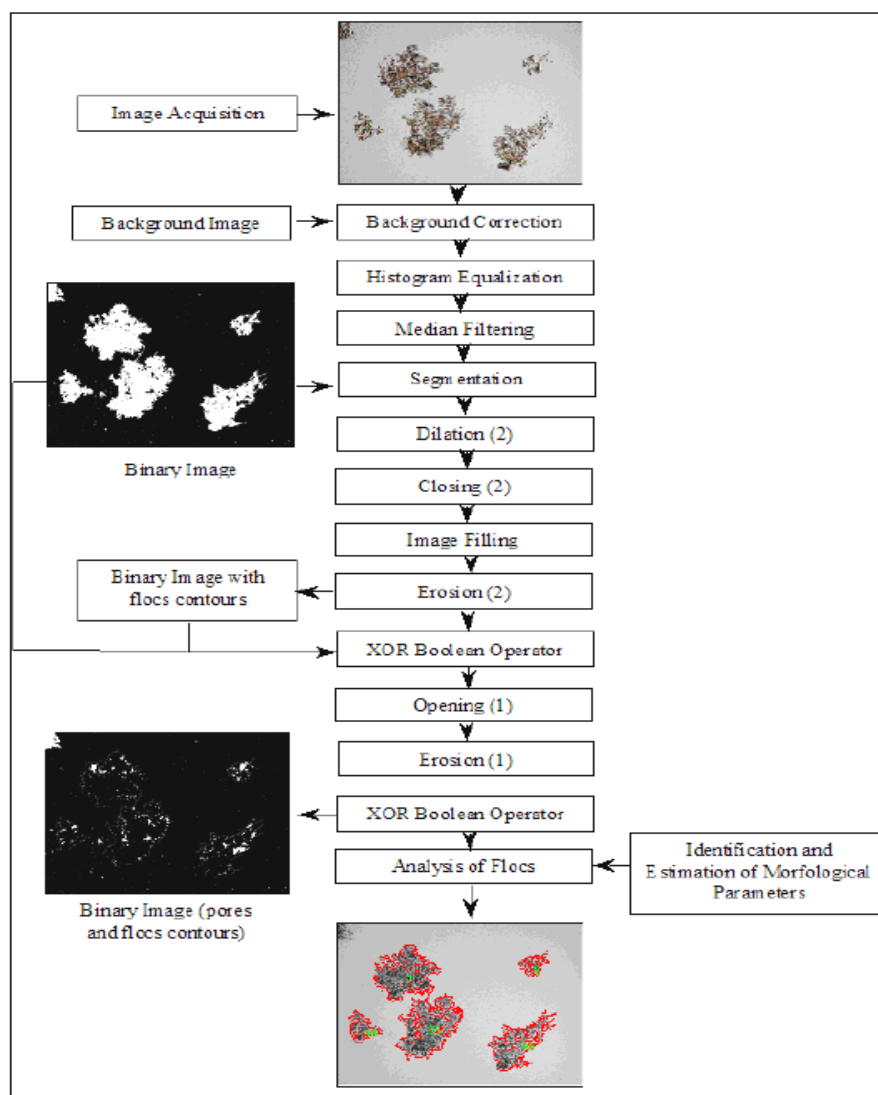 Image Acquisition
Background Image
Background Correction
Histogram Equalization
Median Filtering
Segmentation
Binary Image
Dilation (2)
Closing (2)
Image Filling
Binary Image with
flocs contours
Erosion (2)
XOR Boolean Operator
Opening (1)
Erosion (1)
XOR Boolean Operator
Analysis of Flocs
Identification and
Estimation of Morfological
Parameters
Binary Image (pores
and flocs contours)